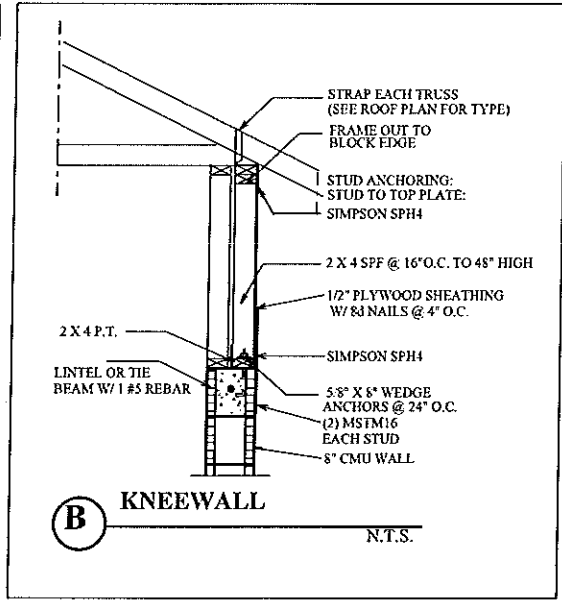 STRAP EACH TRUSS
(SEE ROOF PLAN FOR TYPE)
FRAME OUT TO
BLOCK EDGE
STUD ANCHORING:
STUD TO TOP PLATE:
SIMPSON SPH4
2 X 4 SPF @ 16" O.C. TO 48" HIGH
1/2" PLYWOOD SHEATHING
W/ 8d NAILS @ 4" O.C.
2 X 4 P.T.
SIMPSON SPH4
LINTEL OR TIE
BEAM W/ 1 #5 REBAR
5/8" X 8" WEDGE
ANCHORS @ 24" O.C.
(2) MSTM16
EACH STUD
8" CMU WALL
B KNEEWALL
N.T.S.